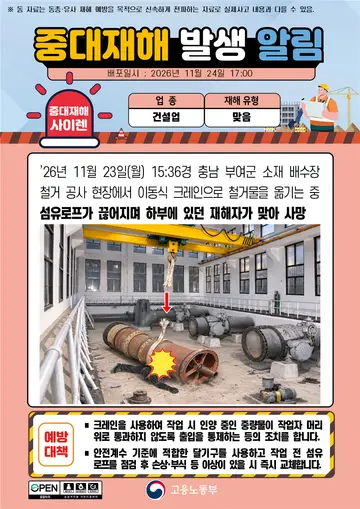 ※ 동 자료는 동종·유사 재해 예방을 목적으로 신속하게 전파하는 자료로 실제사고 내용과 다를 수 있음.
중대재해 발생 알림
배포일시 : 2026년 11월 24일 17:00
중대재해
사이렌
업 종
재해 유형
건설업
맞음
'26년 11월 23일(월) 15:36경 충남 부여군 소재 배수장
철거 공사 현장에서 이동식 크레인으로 철거물을 옮기는 중
섬유로프가 끊어지며 하부에 있던 재해자가 맞아 사망
예방
대책
▪ 크레인을 사용하여 작업 시 인양 중인 중량물이 작업자 머리
위로 통과하지 않도록 출입을 통제하는 등의 조치를 합니다.
▪ 안전계수 기준에 적합한 달기구를 사용하고 작업 전 섬유
로프를 점검 후 손상·부식 등 이상이 있을 시 즉시 교체합니다.
OPEN
고용노동부